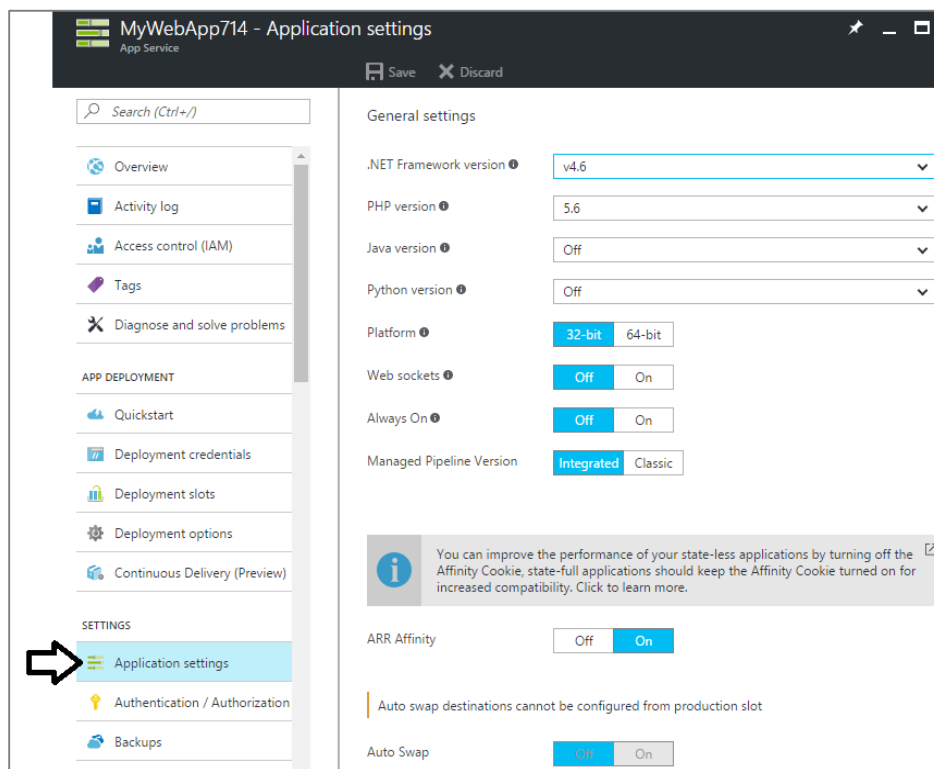 MyWebApp714 - Application settings
App Service
Save Discard
Search (Ctrl+/)
Overview
Activity log
Access control (IAM)
Tags
Diagnose and solve problems
APP DEPLOYMENT
Quickstart
Deployment credentials
Deployment slots
Deployment options
Continuous Delivery (Preview)
SETTINGS
Application settings
Authentication / Authorization
Backups
General settings
.NET Framework version v4.6
PHP version 5.6
Java version Off
Python version Off
Platform 32-bit 64-bit
Web sockets Off On
Always On Off On
Managed Pipeline Version Integrated Classic
You can improve the performance of your state-less applications by turning off the
Affinity Cookie, state-full applications should keep the Affinity Cookie turned on for
increased compatibility. Click to learn more.
ARR Affinity Off On
Auto swap destinations cannot be configured from production slot
Auto Swap Off On